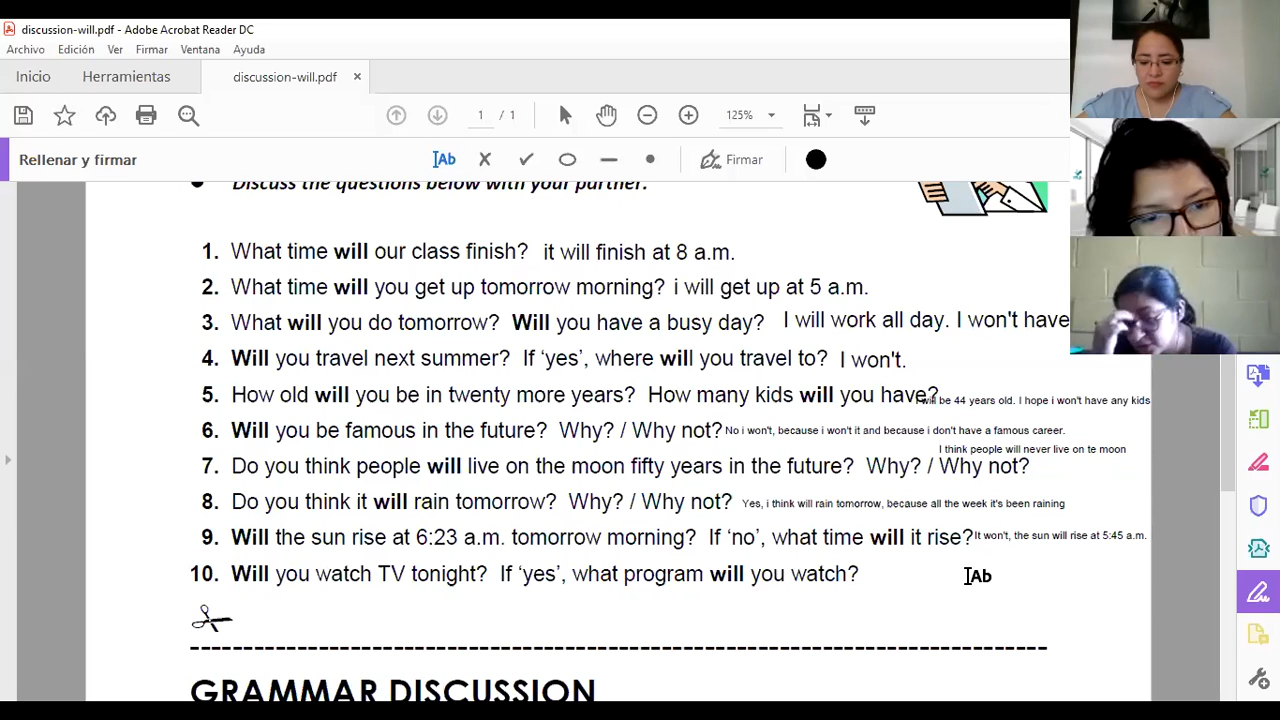 discussion-will.pdf - Adobe Acrobat Reader DC
Archivo Edición Ver Firmar Ventana Ayuda
Inicio Herramientas discussion-will.pdf ×
1 / 1 125%
Rellenar y firmar Ab Firmar
Discuss the questions below with your partner.
1. What time will our class finish? it will finish at 8 a.m.
2. What time will you get up tomorrow morning? i will get up at 5 a.m.
3. What will you do tomorrow? Will you have a busy day? I will work all day. I won't have
4. Will you travel next summer? If ‘yes’, where will you travel to? I won't.
5. How old will you be in twenty more years? How many kids will you have? I will be 44 years old. I hope i won't have any kids
6. Will you be famous in the future? Why? / Why not? No i won't, because i won't it and because i don't have a famous career.
I think people will never live on te moon
7. Do you think people will live on the moon fifty years in the future? Why? / Why not?
8. Do you think it will rain tomorrow? Why? / Why not? Yes, i think will rain tomorrow, because all the week it's been raining
9. Will the sun rise at 6:23 a.m. tomorrow morning? If ‘no’, what time will it rise? It won't, the sun will rise at 5:45 a.m.
10. Will you watch TV tonight? If ‘yes’, what program will you watch? Ab
GRAMMAR DISCUSSION